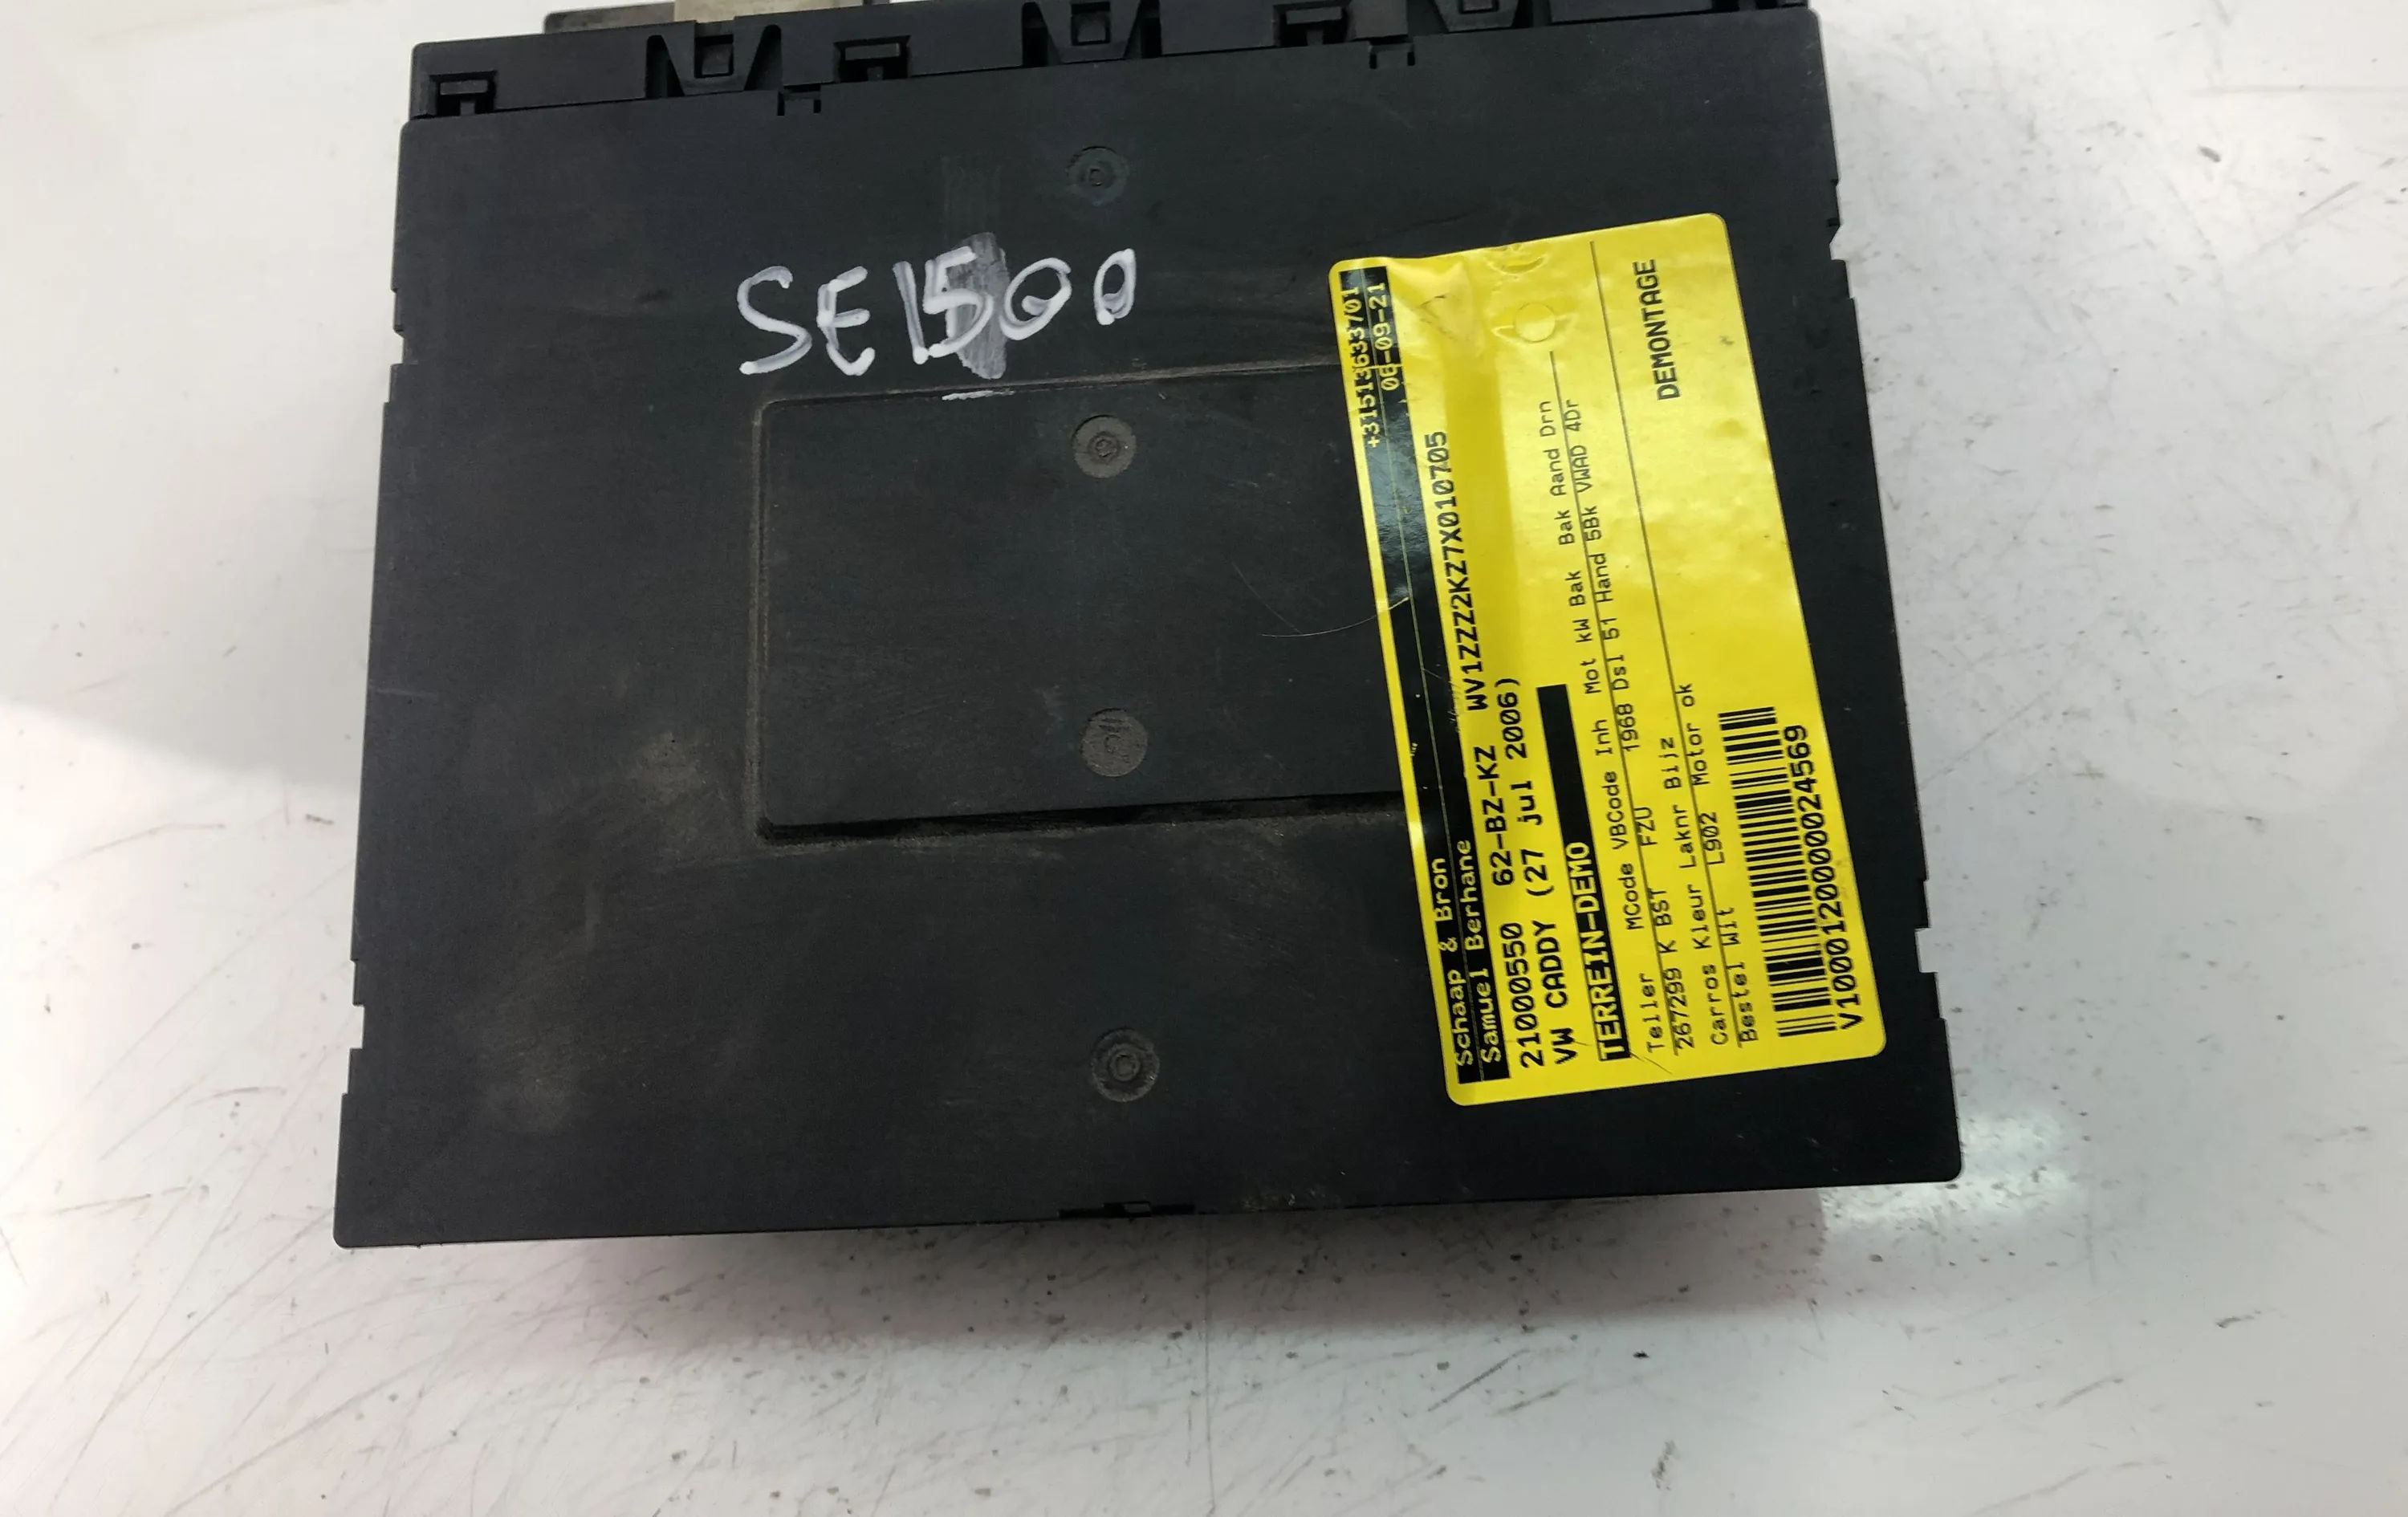 SE1500
Schaap & Bron +31513633701
Samuel Berhane 06-09-21
21000550 62-BZ-KZ WV1ZZZ2KZ7X010705
VW CADDY (27 jul 2006)
TERREIN-DEMO
Teller MCode VBCode Inh Mot kW Bak Bak Aand Drn
267299 K BST FZU 1968 Dsl 51 Hand 5Bk VWAD 4Dr
Carros Kleur Laknr Bijz
Bestel Wit L902 Motor ok
DEMONTAGE
V1000120000024569